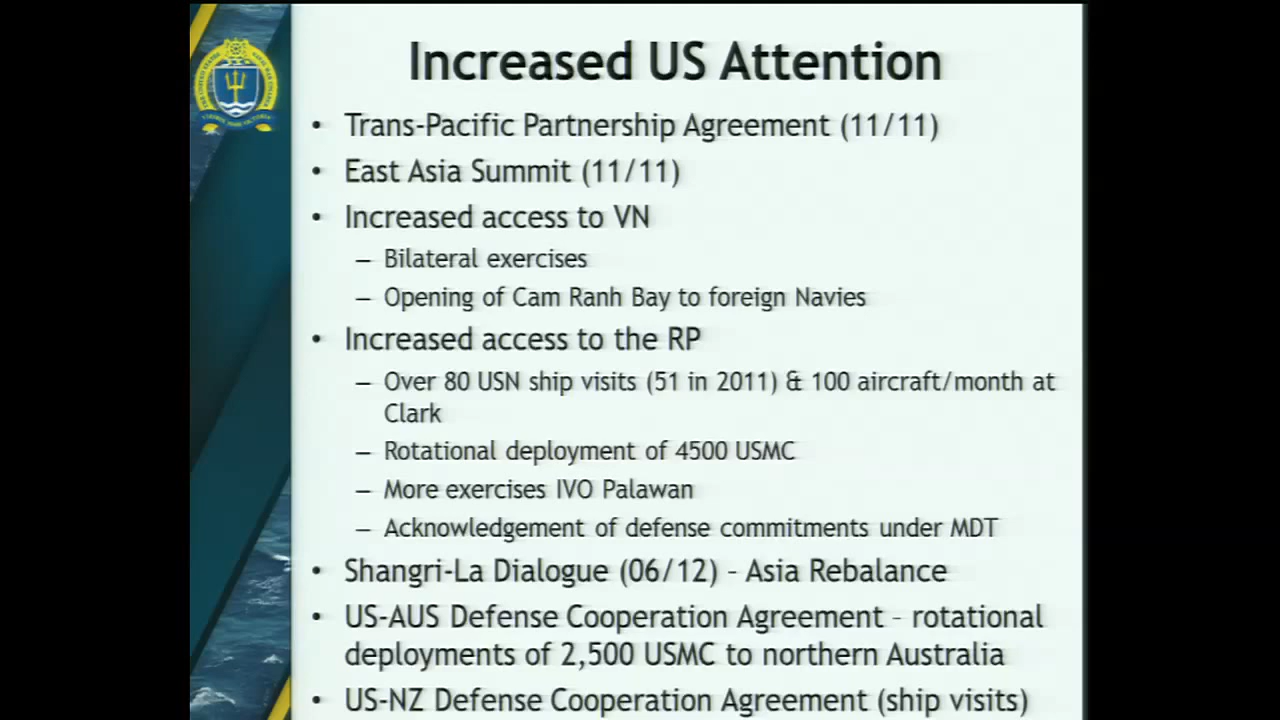 Increased US Attention
• Trans-Pacific Partnership Agreement (11/11)
• East Asia Summit (11/11)
• Increased access to VN
– Bilateral exercises
– Opening of Cam Ranh Bay to foreign Navies
• Increased access to the RP
– Over 80 USN ship visits (51 in 2011) & 100 aircraft/month at
Clark
– Rotational deployment of 4500 USMC
– More exercises IVO Palawan
– Acknowledgement of defense commitments under MDT
• Shangri-La Dialogue (06/12) – Asia Rebalance
• US-AUS Defense Cooperation Agreement – rotational
deployments of 2,500 USMC to northern Australia
• US-NZ Defense Cooperation Agreement (ship visits)